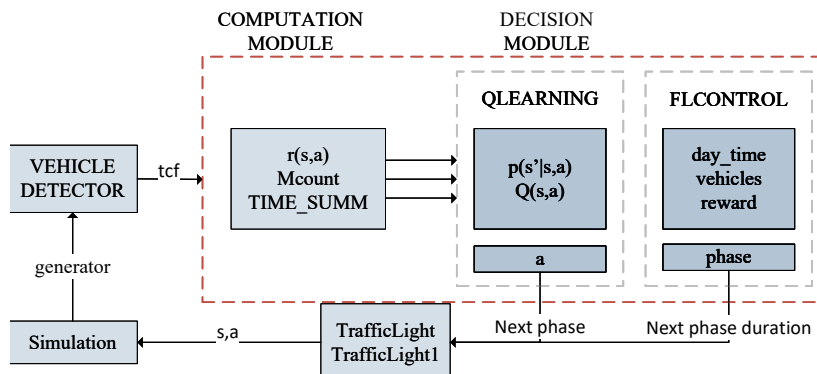 COMPUTATION
MODULE
DECISION
MODULE
QLEARNING
FLCONTROL
VEHICLE
DETECTOR
tcf
r(s,a)
Mcount
TIME_SUMM
p(s'|s,a)
Q(s,a)
day_time
vehicles
reward
a
phase
generator
Simulation
s,a
TrafficLight
TrafficLight1
Next phase
Next phase duration